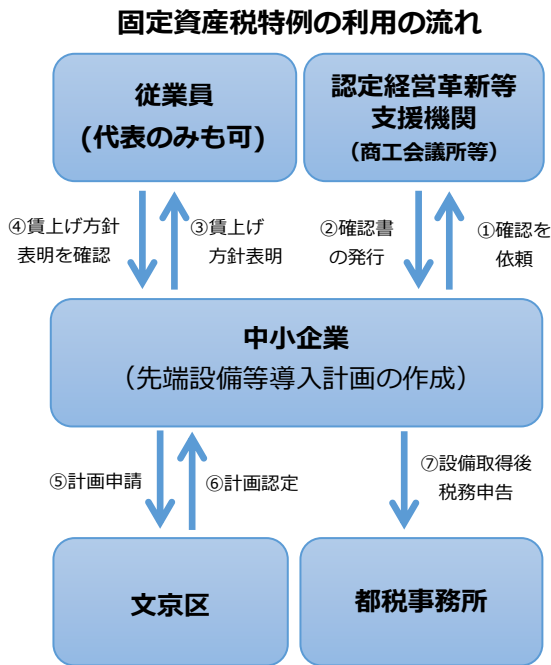 固定資産税特例の利用の流れ
従業員
(代表のみも可)
認定経営革新等
支援機関
（商工会議所等）
④賃上げ方針
表明を確認
③賃上げ
方針表明
②確認書
の発行
①確認を
依頼
中小企業
（先端設備等導入計画の作成）
⑤計画申請
⑥計画認定
⑦設備取得後
税務申告
文京区
都税事務所